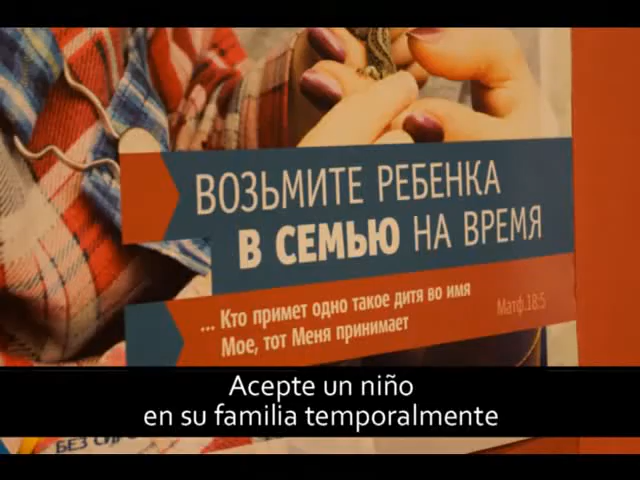 ВОЗЬМИТЕ РЕБЕНКА
В СЕМЬЮ НА ВРЕМЯ
... Кто примет одно такое дитя во имя
Мое, тот Меня принимает
Матф.18:5
Acepte un niño
en su familia temporalmente
БЕЗ